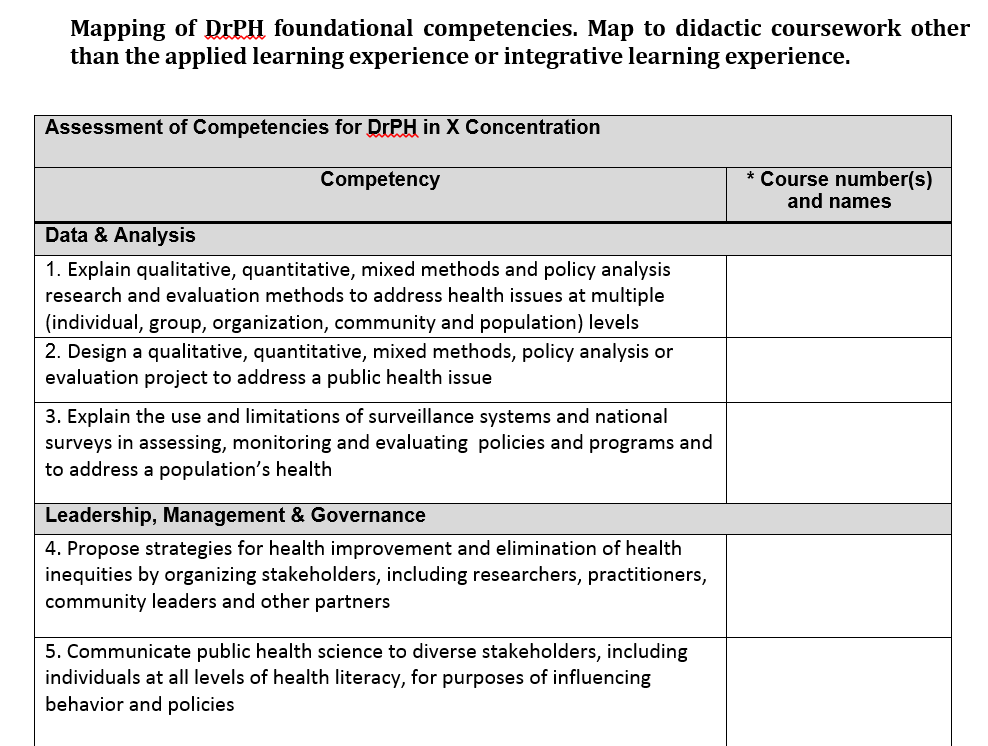 Mapping of DrPH foundational competencies. Map to didactic coursework other
than the applied learning experience or integrative learning experience.
Assessment of Competencies for DrPH in X Concentration
Competency
* Course number(s)
and names
Data & Analysis
1. Explain qualitative, quantitative, mixed methods and policy analysis
research and evaluation methods to address health issues at multiple
(individual, group, organization, community and population) levels
2. Design a qualitative, quantitative, mixed methods, policy analysis or
evaluation project to address a public health issue
3. Explain the use and limitations of surveillance systems and national
surveys in assessing, monitoring and evaluating  policies and programs and
to address a population’s health
Leadership, Management & Governance
4. Propose strategies for health improvement and elimination of health
inequities by organizing stakeholders, including researchers, practitioners,
community leaders and other partners
5. Communicate public health science to diverse stakeholders, including
individuals at all levels of health literacy, for purposes of influencing
behavior and policies